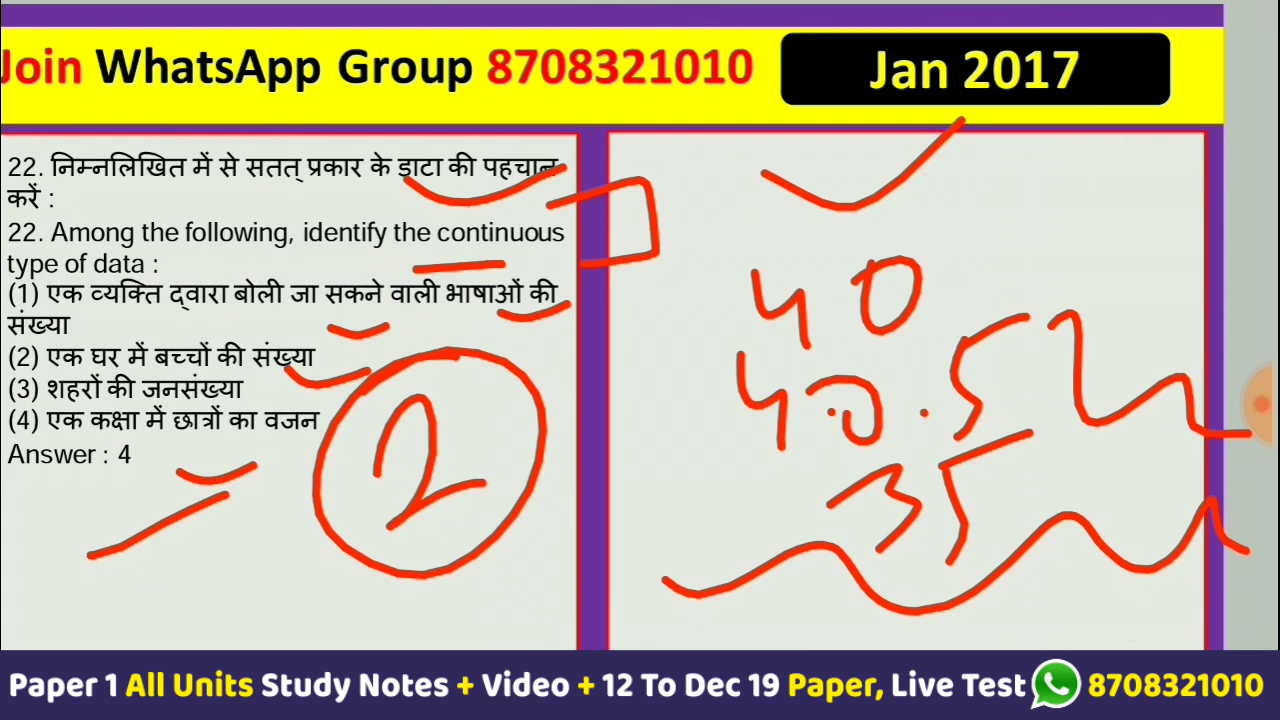 Join WhatsApp Group 8708321010
Jan 2017
22. निम्नलिखित में से सतत् प्रकार के डाटा की पहचान
करें :
22. Among the following, identify the continuous
type of data :
(1) एक व्यक्ति द्वारा बोली जा सकने वाली भाषाओं की
संख्या
(2) एक घर में बच्चों की संख्या
(3) शहरों की जनसंख्या
(4) एक कक्षा में छात्रों का वजन
Answer : 4
2
40
40.5
35
Paper 1 All Units Study Notes + Video + 12 To Dec 19 Paper, Live Test 8708321010